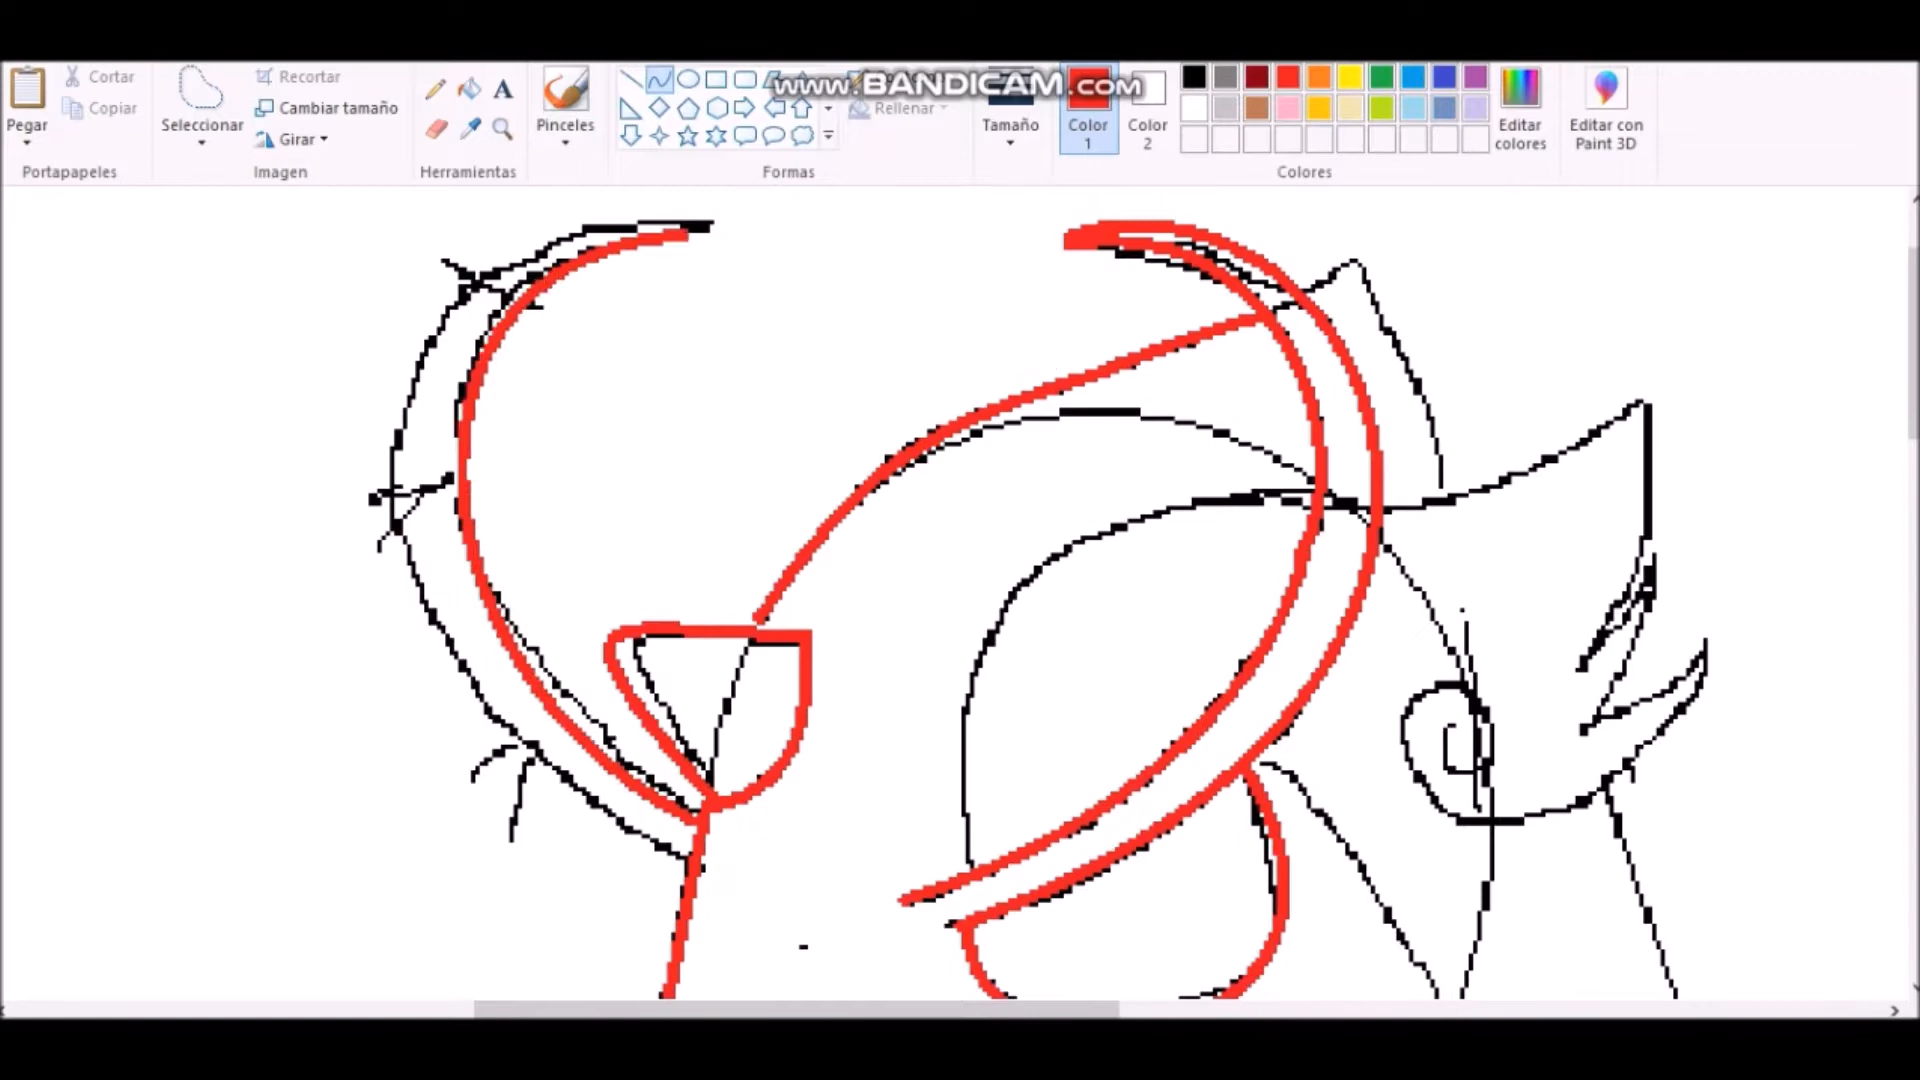 www.BANDICAM.com
Cortar
Copiar
Pegar
Portapapeles
Seleccionar
Recortar
Cambiar tamaño
Girar
Imagen
A
Herramientas
Pinceles
Rellenar
Formas
Tamaño
Color
1
Color
2
Colores
Editar
colores
Editar con
Paint 3D